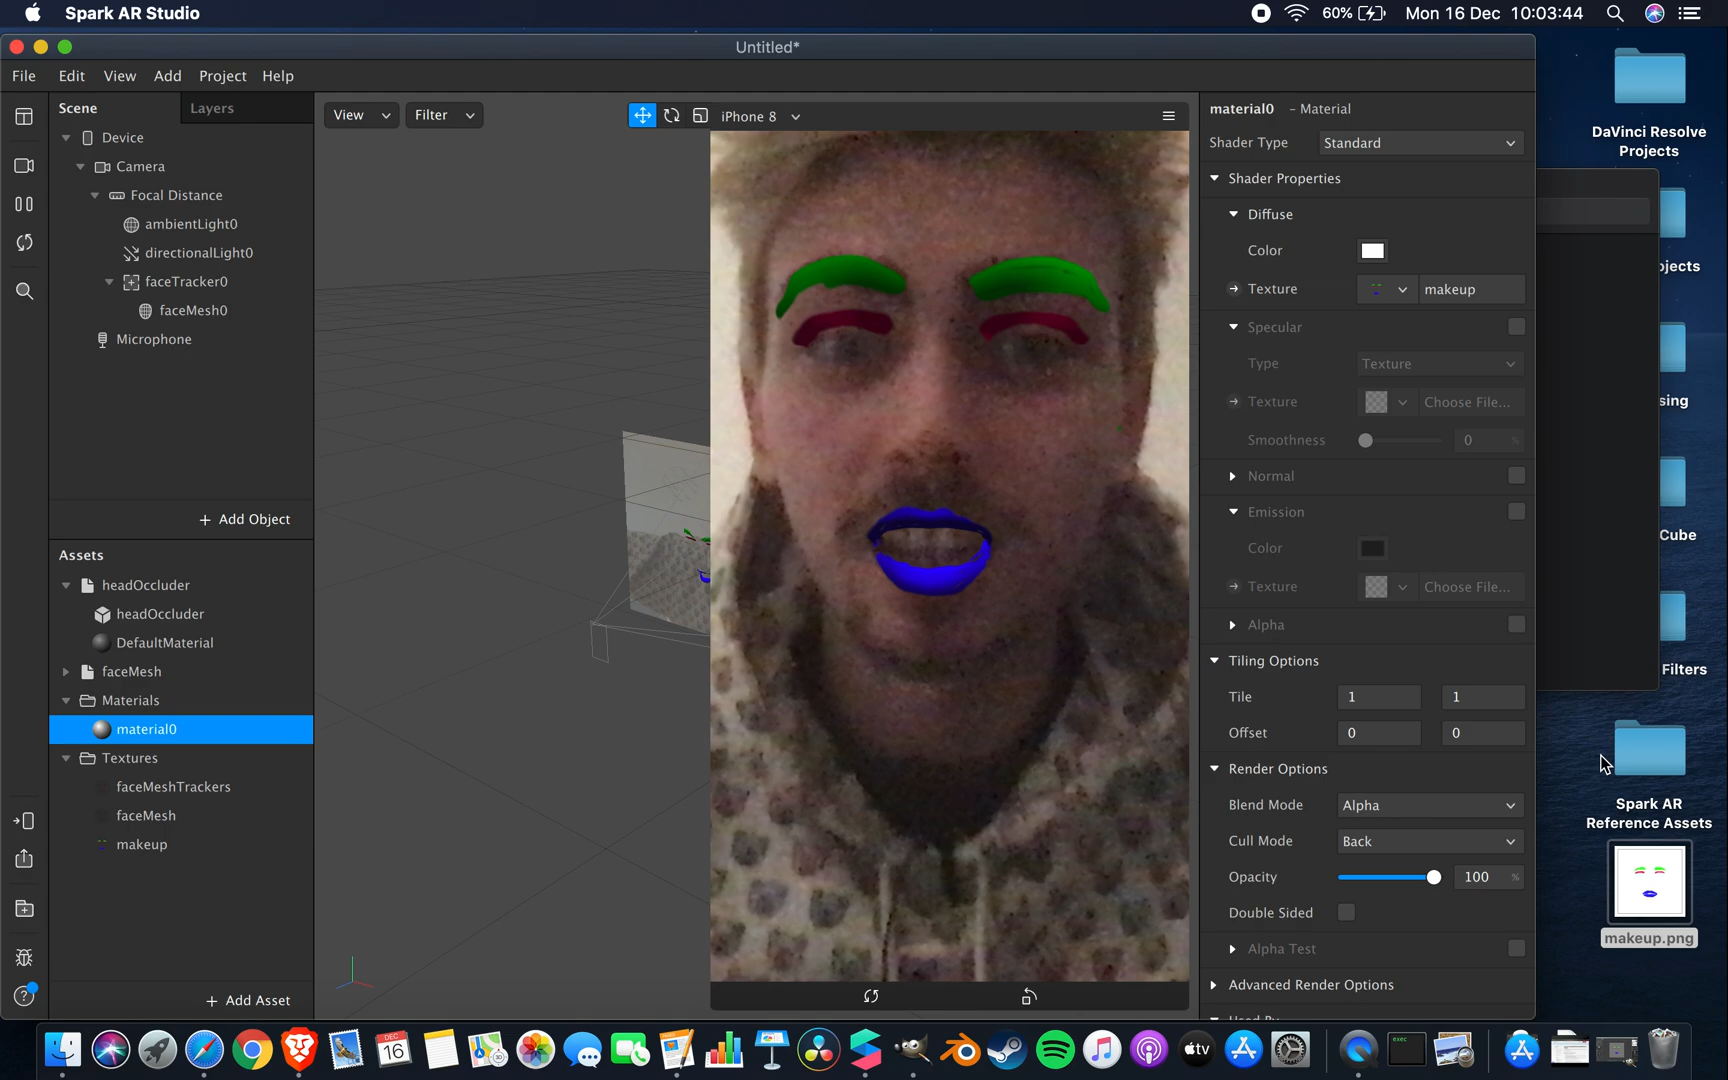 Spark AR Studio
60%
Mon 16 Dec 10:03:44
Untitled*
File Edit View Add Project Help
Scene
Layers
Device
Camera
Focal Distance
ambientLight0
directionalLight0
faceTracker0
faceMesh0
Microphone
+ Add Object
Assets
headOccluder
headOccluder
DefaultMaterial
faceMesh
Materials
material0
Textures
faceMeshTrackers
faceMesh
makeup
+ Add Asset
View
Filter
iPhone 8
material0 – Material
Shader Type Standard
Shader Properties
Diffuse
Color
Texture makeup
Specular
Type Texture
Texture Choose File...
Smoothness 0 %
Normal
Emission
Color
Texture Choose File...
Alpha
Tiling Options
Tile 1 1
Offset 0 0
Render Options
Blend Mode Alpha
Cull Mode Back
Opacity 100 %
Double Sided
Alpha Test
Advanced Render Options
DaVinci Resolve
Projects
ojects
sing
Cube
Filters
Spark AR
Reference Assets
makeup.png
DEC
16
tv
exec